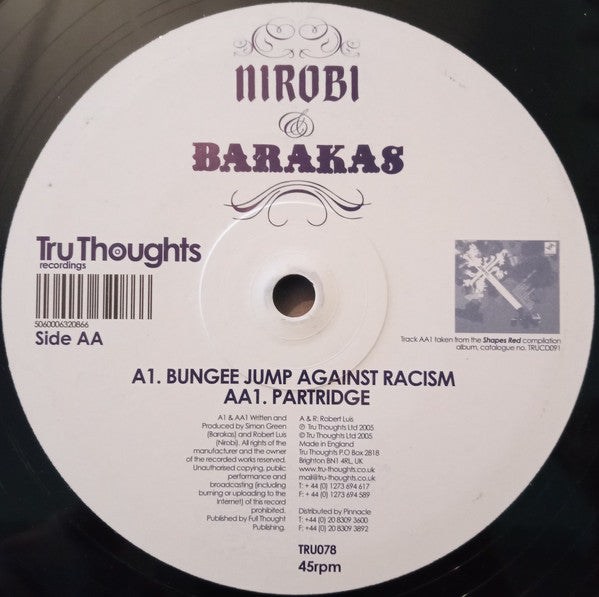 NIROBI
&
BARAKAS
Tru Thoughts
recordings
5060006320866
Side AA
Track AA1 taken from the Shapes Red compilation
album, catalogue no. TRUCD091
A1. BUNGEE JUMP AGAINST RACISM
AA1. PARTRIDGE
A1 & AA1 Written and
Produced by Simon Green
(Barakas) and Robert Luis
(Nirobi). All rights of the
manufacturer and the owner
of the recorded works reserved.
Unauthorised copying, public
performance and
broadcasting (including
burning or uploading to the
internet) of this record
prohibited.
Published by Full Thought
Publishing.
A & R: Robert Luis
℗ Tru Thoughts Ltd 2005
© Tru Thoughts Ltd 2005.
Made in England
Tru Thoughts P.O Box 2818
Brighton BN1 4RL, UK
www.tru-thoughts.co.uk
mail@tru-thoughts.co.uk
T: + 44 (0) 1273 694 617
F: + 44 (0) 1273 694 589
Distributed by Pinnacle
T: +44 (0) 20 8309 3600
F: +44 (0) 20 8309 3892
TRU078
45rpm